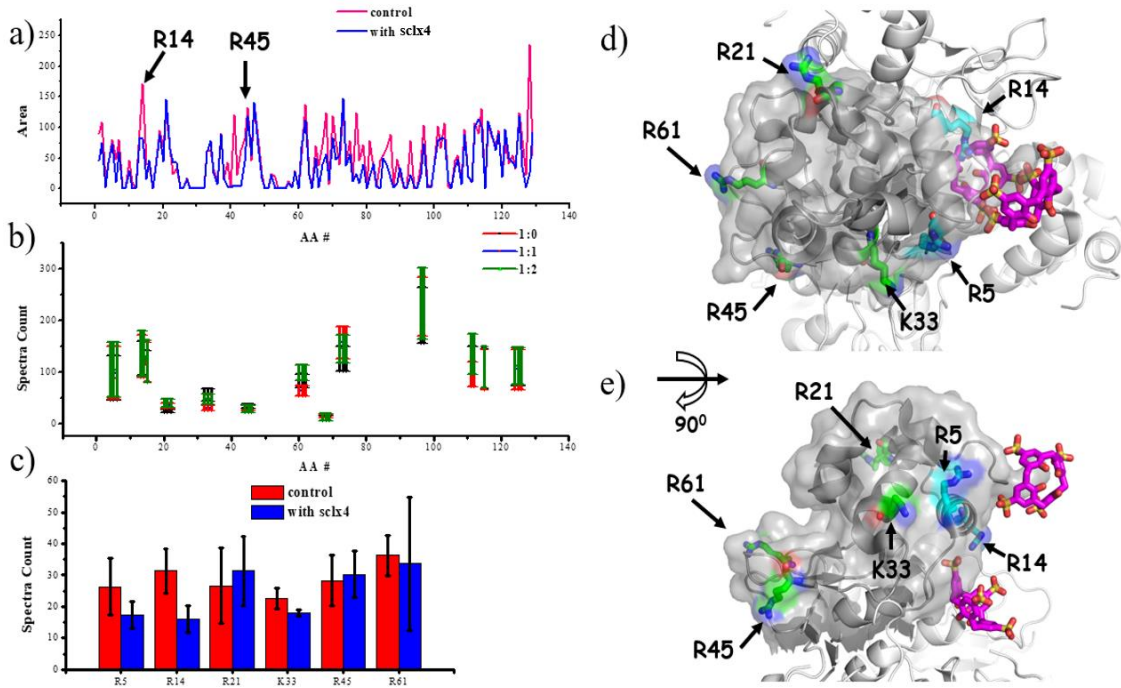 a)
control
with sclx4
R14
R45
250
200
150
100
50
0
Area
0 20 40 60 80 100 120 140
AA #
b)
1:0
1:1
1:2
300
200
100
0
Spectra Count
0 20 40 60 80 100 120 140
AA #
c)
control
with sclx4
60
50
40
30
20
10
0
Spectra Count
R5 R14 R21 K33 R45 R61
d)
R21
R14
R61
R45
K33
R5
e)
90⁰
R21
R5
R61
K33
R14
R45